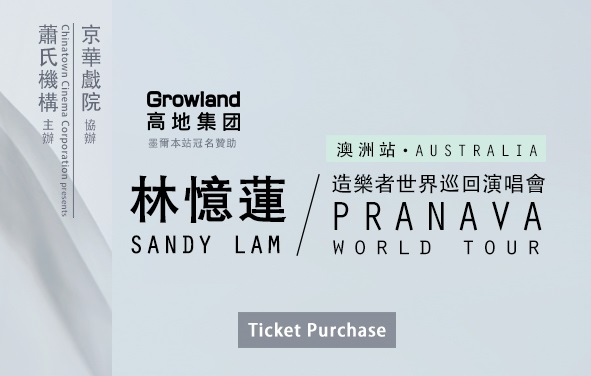 京華戲院 協辦
Chinatown Cinema Corporation presents
蕭氏機構 主辦
Growland
高地集团
墨爾本站冠名贊助
澳洲站·AUSTRALIA
林憶蓮
SANDY LAM
造樂者世界巡回演唱會
PRANAVA
WORLD TOUR
Ticket Purchase